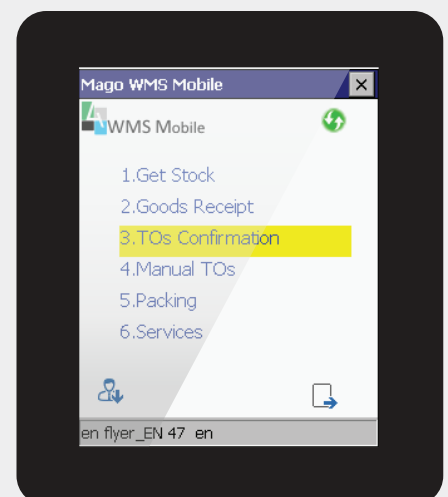 Mago WMS Mobile
WMS Mobile
1.Get Stock
2.Goods Receipt
3.TOs Confirmation
4.Manual TOs
5.Packing
6.Services
en flyer_EN 47 en